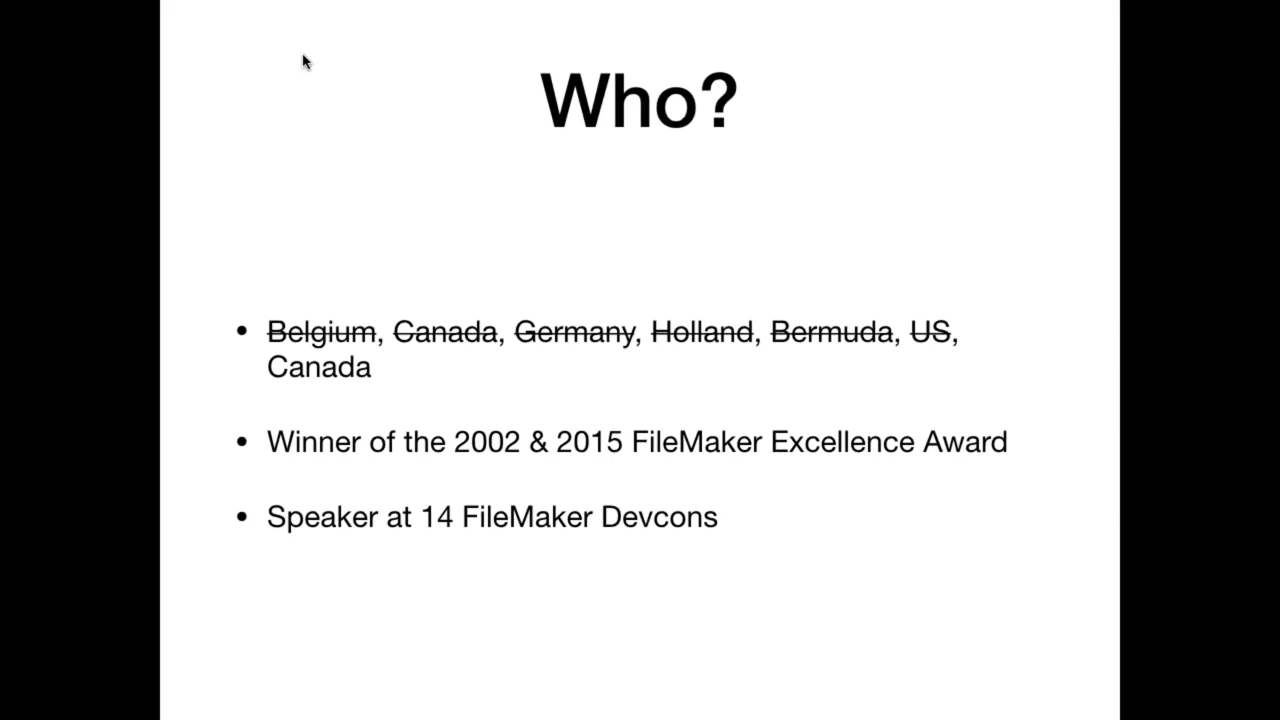 Who?
• Belgium, Canada, Germany, Holland, Bermuda, US,
Canada
• Winner of the 2002 & 2015 FileMaker Excellence Award
• Speaker at 14 FileMaker Devcons